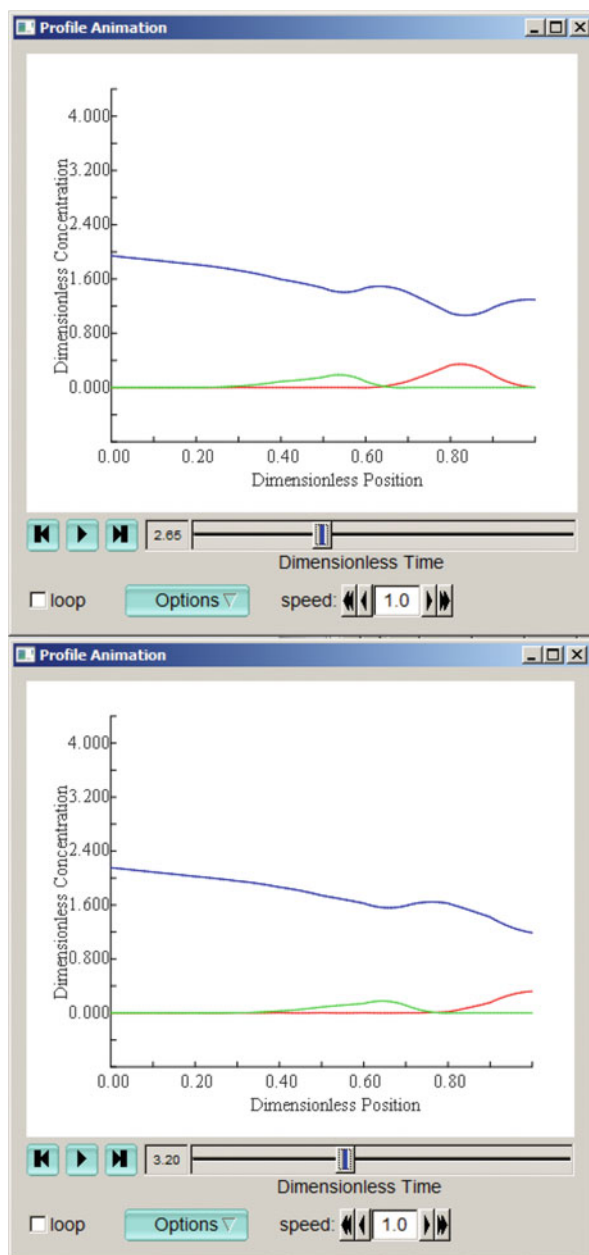 Profile Animation
4.000
3.200
2.400
1.600
0.800
0.000
Dimensionless Concentration
0.00 0.20 0.40 0.60 0.80
Dimensionless Position
2.65
Dimensionless Time
loop Options speed: 1.0
Profile Animation
4.000
3.200
2.400
1.600
0.800
0.000
Dimensionless Concentration
0.00 0.20 0.40 0.60 0.80
Dimensionless Position
3.20
Dimensionless Time
loop Options speed: 1.0